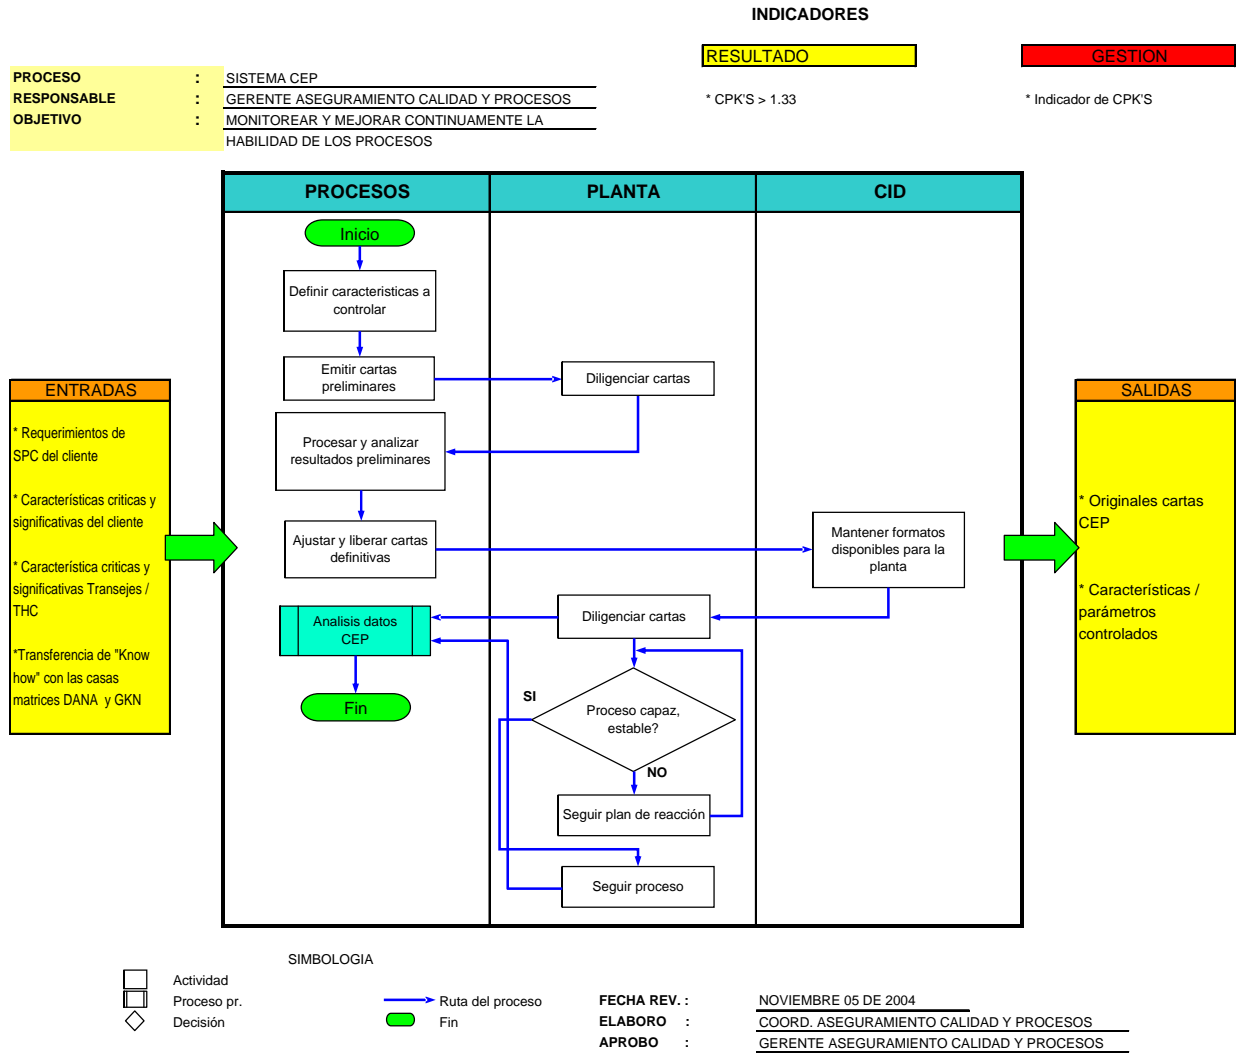 INDICADORES
RESULTADO
GESTION
PROCESO : SISTEMA CEP
RESPONSABLE : GERENTE ASEGURAMIENTO CALIDAD Y PROCESOS
* CPK'S > 1.33
* Indicador de CPK'S
OBJETIVO : MONITOREAR Y MEJORAR CONTINUAMENTE LA
HABILIDAD DE LOS PROCESOS
PROCESOS
PLANTA
CID
Inicio
Definir caracteristicas a
controlar
Emitir cartas
preliminares
Diligenciar cartas
Procesar y analizar
resultados preliminares
Ajustar y liberar cartas
definitivas
Mantener formatos
disponibles para la
planta
Diligenciar cartas
Analisis datos
CEP
Fin
SI
Proceso capaz,
estable?
NO
Seguir plan de reacción
Seguir proceso
ENTRADAS
* Requerimientos de
SPC del cliente
* Características criticas y
significativas del cliente
* Característica criticas y
significativas Transejes /
THC
*Transferencia de "Know
how" con las casas
matrices DANA y GKN
SALIDAS
* Originales cartas
CEP
* Características /
parámetros
controlados
SIMBOLOGIA
Actividad
Proceso pr.
Decisión
Ruta del proceso
Fin
FECHA REV. : NOVIEMBRE 05 DE 2004
ELABORO : COORD. ASEGURAMIENTO CALIDAD Y PROCESOS
APROBO : GERENTE ASEGURAMIENTO CALIDAD Y PROCESOS